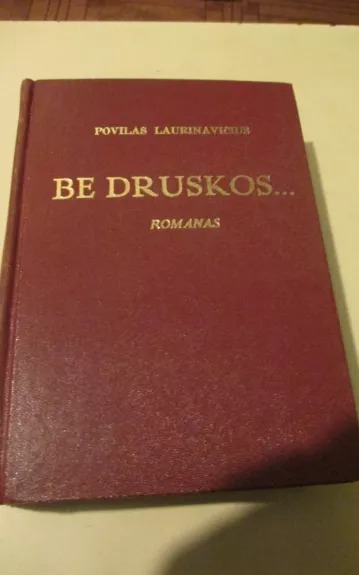 POVILAS LAURINAVIČIUS
BE DRUSKOS...
ROMANAS